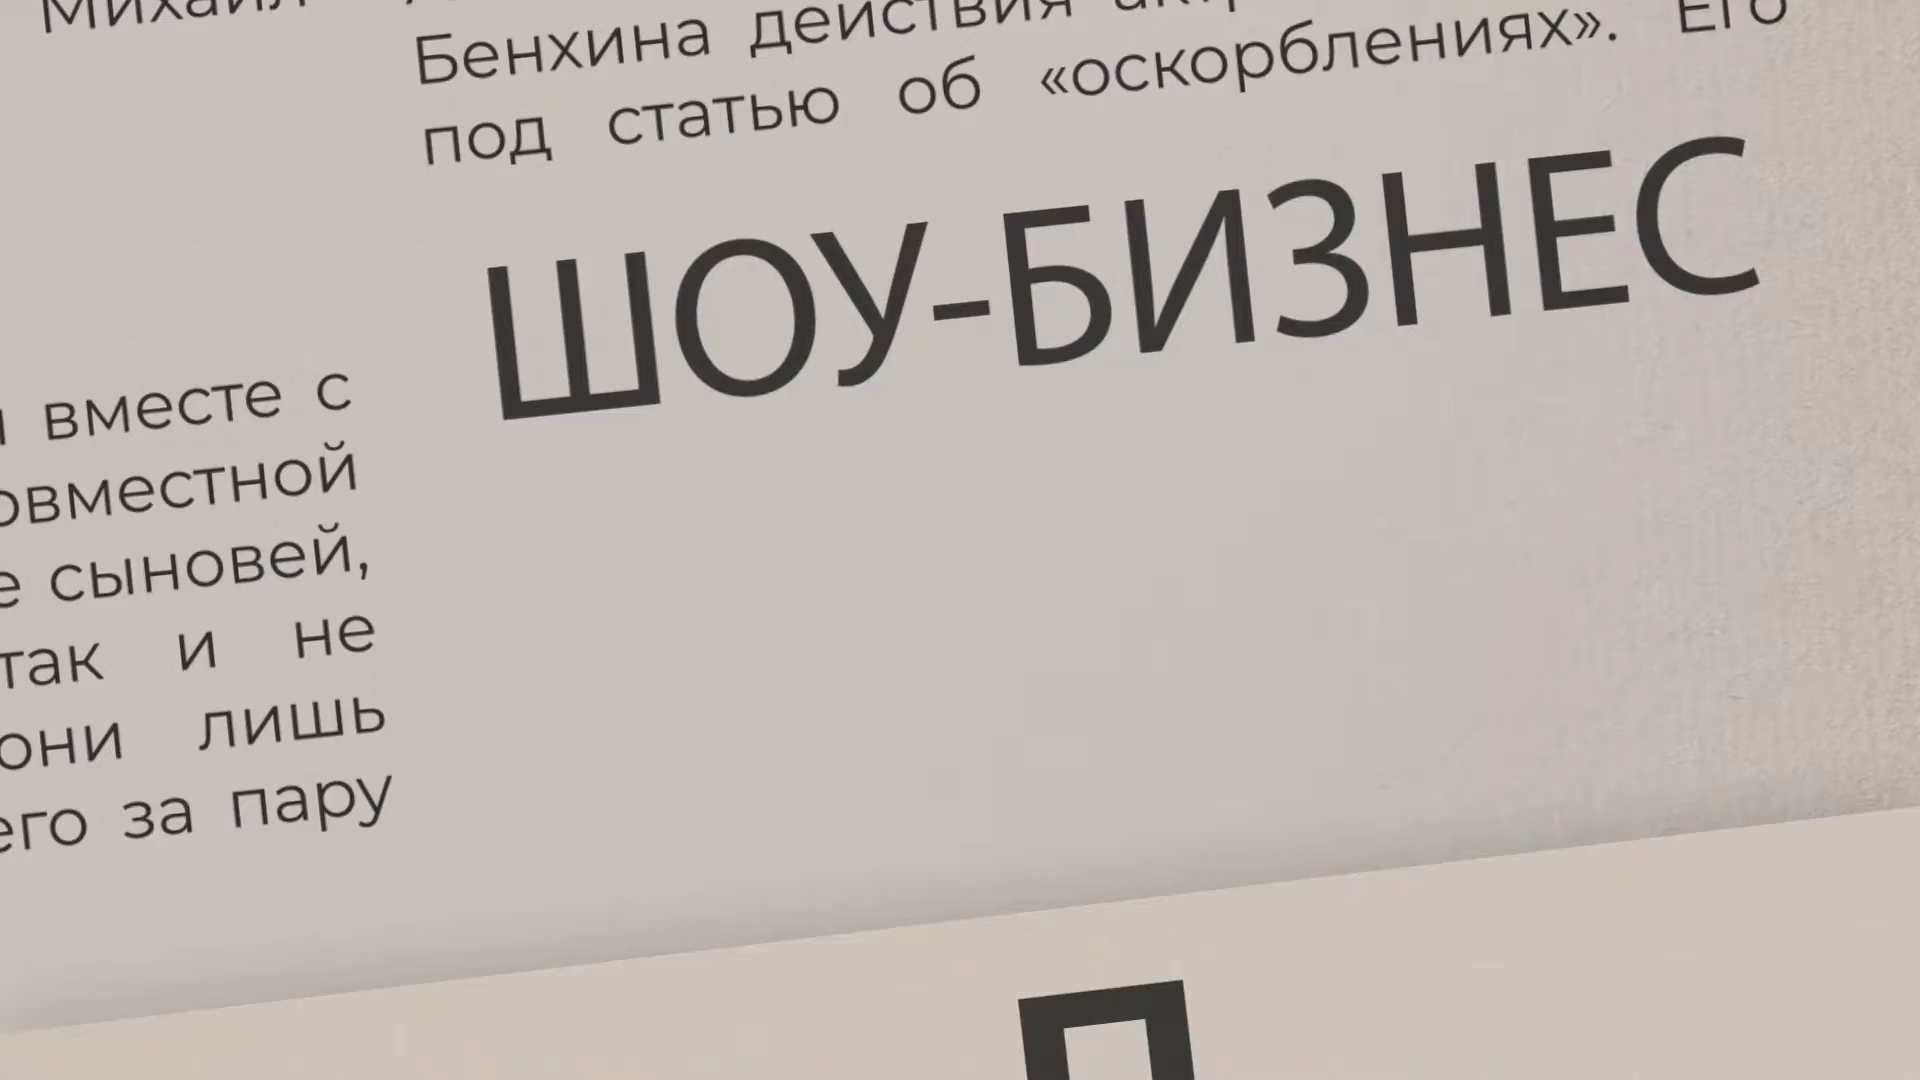 Михаил
Бенхина действия
под статью об «оскорблениях». Его
ШОУ-БИЗНЕС
вместе с
овместной
е сыновей,
так и не
они лишь
его за пару
П